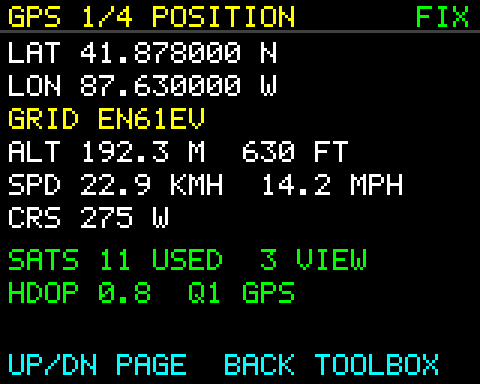 GPS 1/4 POSITION FIX
LAT 41.878000 N
LON 87.630000 W
GRID EN61EV
ALT 192.3 M 630 FT
SPD 22.9 KMH 14.2 MPH
CRS 275 W
SATS 11 USED 3 VIEW
HDOP 0.8 Q1 GPS
UP/DN PAGE BACK TOOLBOX